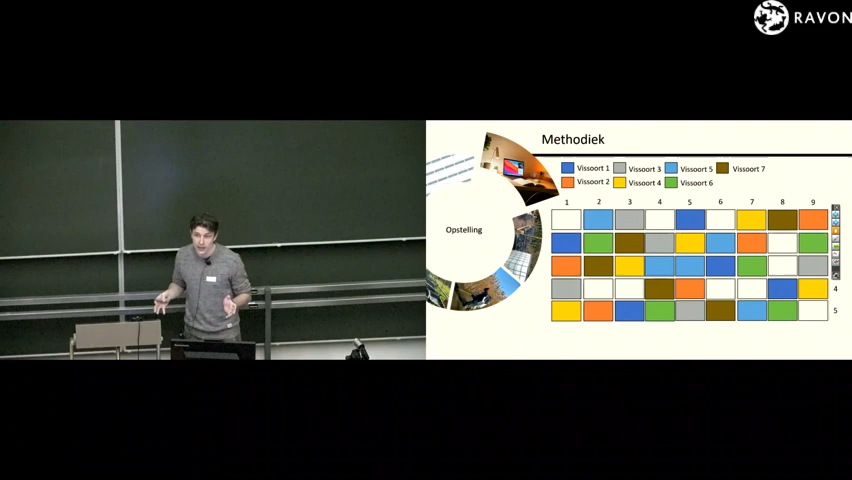 RAVON
Methodiek
Vissoort 1 Vissoort 3 Vissoort 5 Vissoort 7
Vissoort 2 Vissoort 4 Vissoort 6
1 2 3 4 5 6 7 8 9
Opstelling
4
5